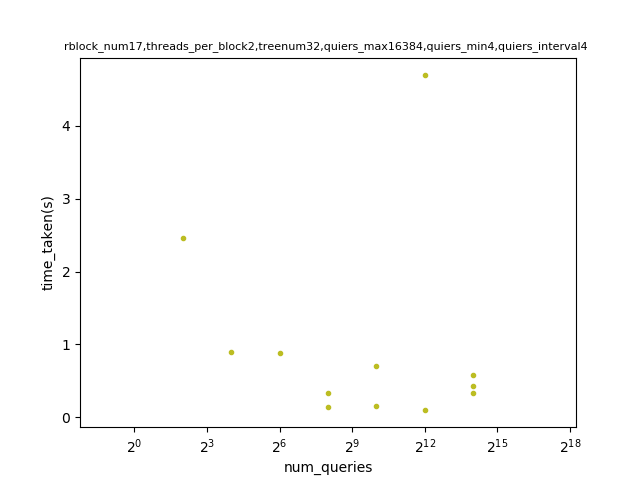 rblock_num17,threads_per_block2,treenum32,quiers_max16384,quiers_min4,quiers_interval4
4
3
2
1
0
time_taken(s)
2^0 2^3 2^6 2^9 2^12 2^15 2^18
num_queries